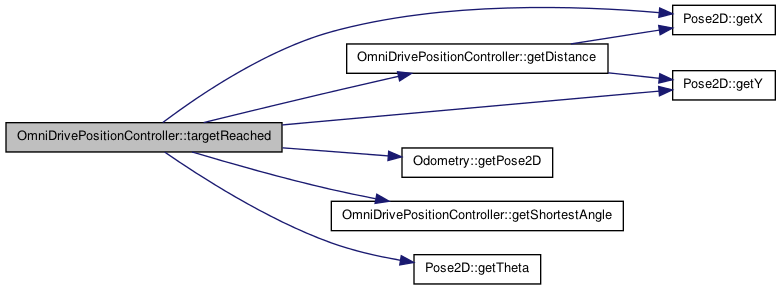 Pose2D::getX
OmniDrivePositionController::getDistance
Pose2D::getY
OmniDrivePositionController::targetReached
Odometry::getPose2D
OmniDrivePositionController::getShortestAngle
Pose2D::getTheta